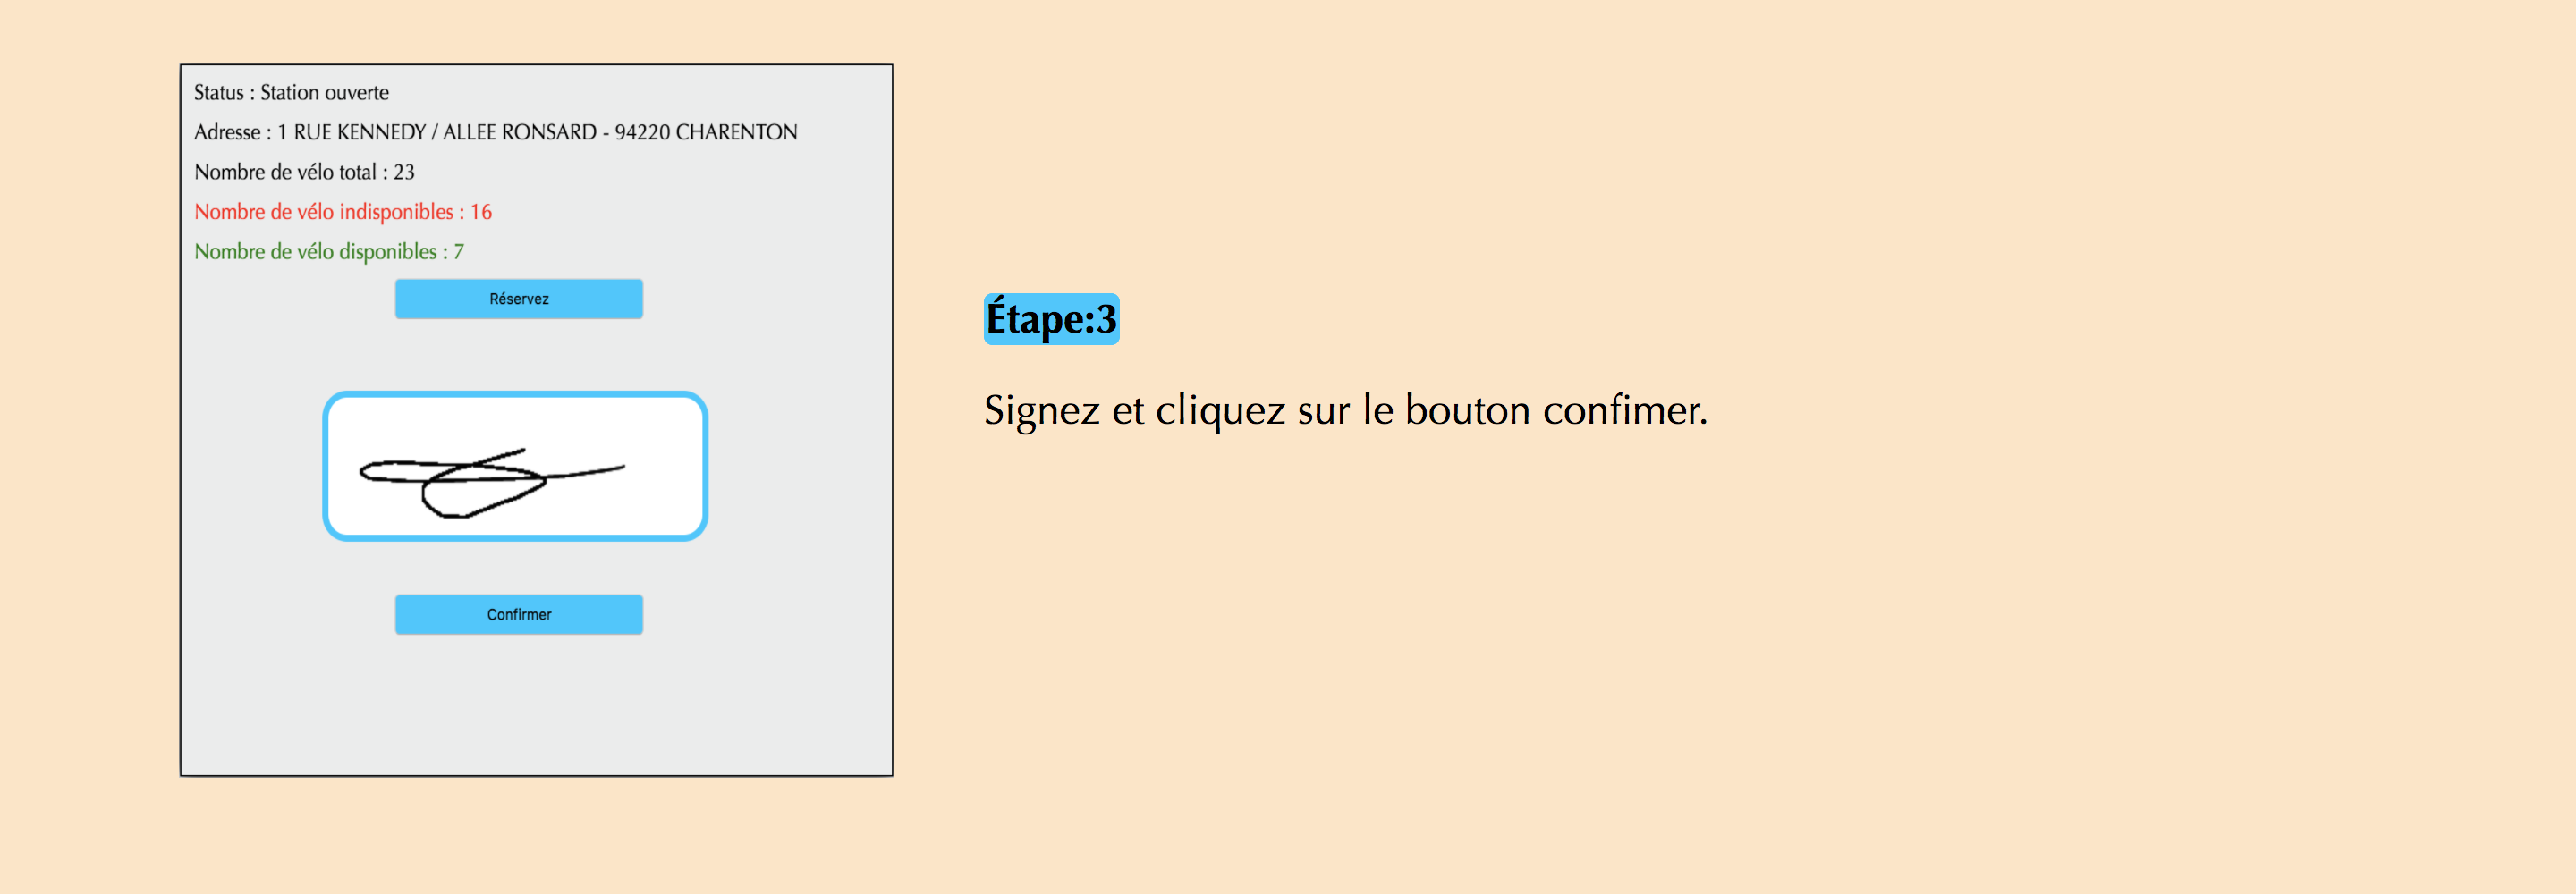 Status : Station ouverte
Adresse : 1 RUE KENNEDY / ALLEE RONSARD - 94220 CHARENTON
Nombre de vélo total : 23
Nombre de vélo indisponibles : 16
Nombre de vélo disponibles : 7
Réservez
Confirmer
Étape:3
Signez et cliquez sur le bouton confimer.